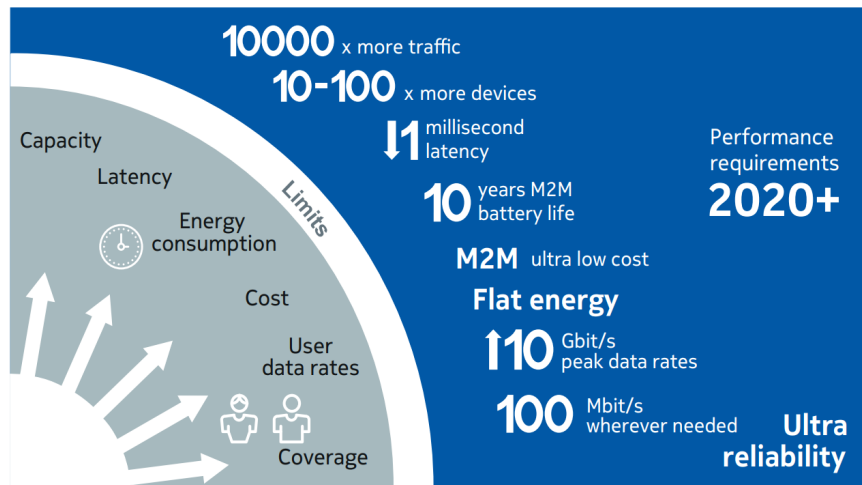 10000 x more traffic
10-100 x more devices
1 millisecond
latency
10 years M2M
battery life
M2M ultra low cost
Flat energy
10 Gbit/s
peak data rates
100 Mbit/s
wherever needed
Ultra
reliability
Performance
requirements
2020+
Limits
Capacity
Latency
Energy
consumption
Cost
User
data rates
Coverage